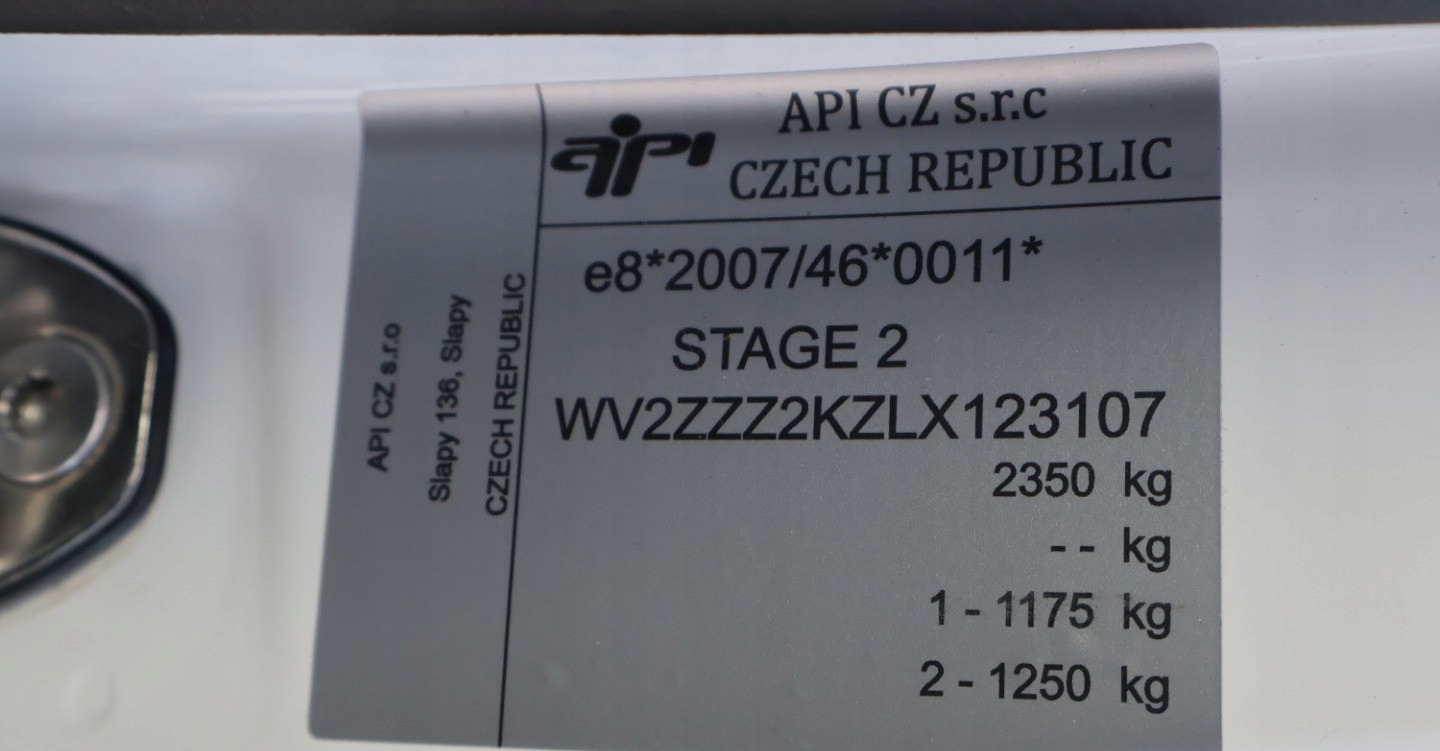 API CZ s.r.o
Slapy 136, Slapy
CZECH REPUBLIC
api
API CZ s.r.c
CZECH REPUBLIC
e8*2007/46*0011*
STAGE 2
WV2ZZZ2KZLX123107
2350 kg
- - kg
1 - 1175 kg
2 - 1250 kg